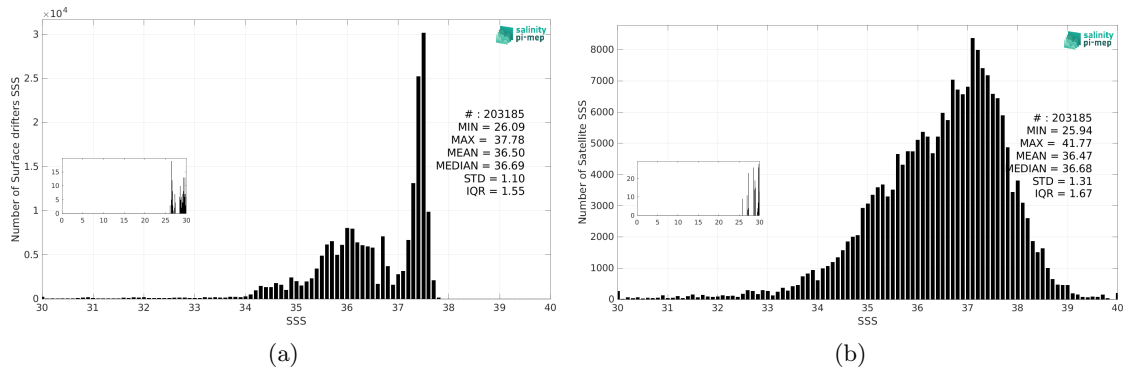 ×10⁴
3
2.5
2
1.5
1
0.5
0
Number of Surface drifters SSS
30 31 32 33 34 35 36 37 38 39 40
SSS
salinity
pi-mep
# : 203185
MIN = 26.09
MAX = 37.78
MEAN = 36.50
MEDIAN = 36.69
STD = 1.10
IQR = 1.55
15
10
5
0
0 5 10 15 20 25 30
(a)
8000
7000
6000
5000
4000
3000
2000
1000
0
Number of Satellite SSS
30 31 32 33 34 35 36 37 38 39 40
SSS
salinity
pi-mep
# : 203185
MIN = 25.94
MAX = 41.77
MEAN = 36.47
MEDIAN = 36.68
STD = 1.31
IQR = 1.67
20
10
0
0 5 10 15 20 25 30
(b)